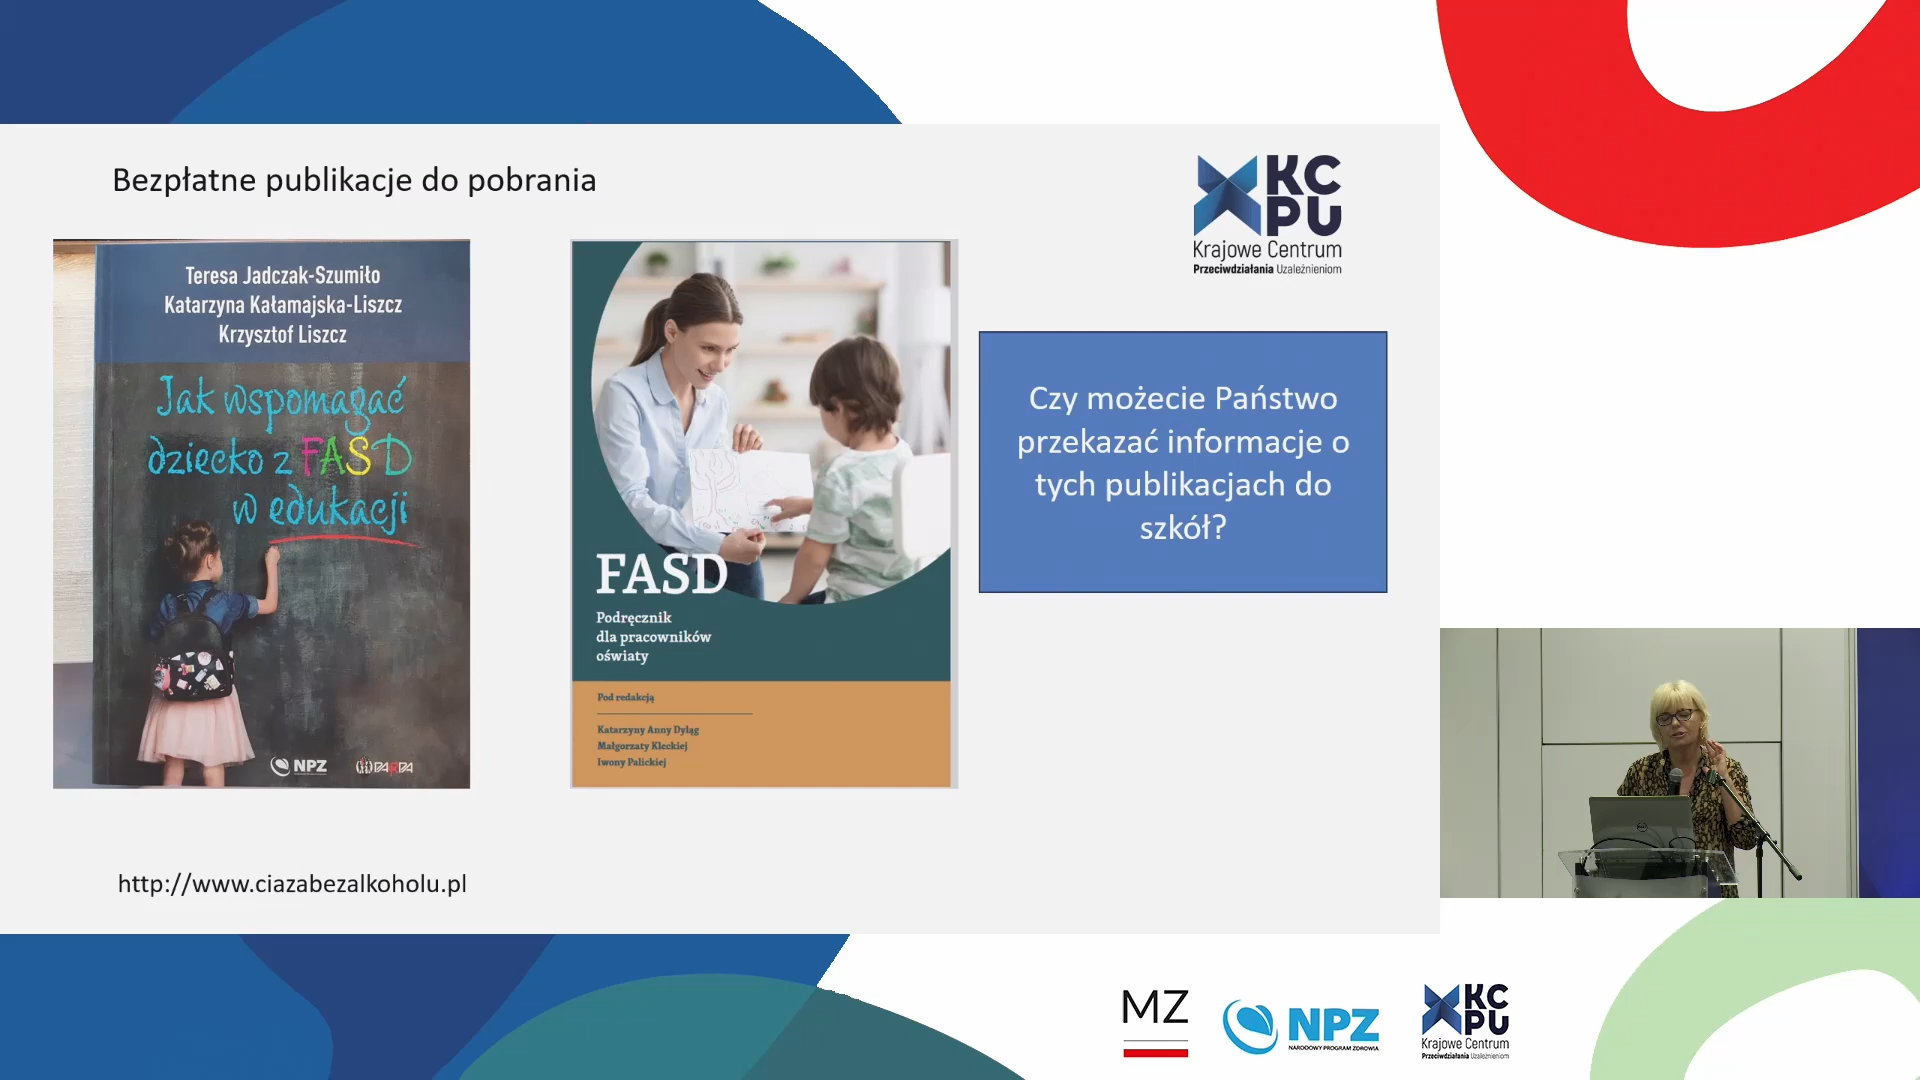 Bezpłatne publikacje do pobrania
KC
PU
Krajowe Centrum
Przeciwdziałania Uzależnieniom
Teresa Jadczak-Szumiło
Katarzyna Kałamajska-Liszcz
Krzysztof Liszcz
Jak wspomagać
dziecko z FASD
w edukacji
NPZ
PARPA
FASD
Podręcznik
dla pracowników
oświaty
Pod redakcją
Katarzyny Anny Dyląg
Małgorzaty Kleckiej
Iwony Palickiej
Czy możecie Państwo
przekazać informacje o
tych publikacjach do
szkół?
http://www.ciazabezalkoholu.pl
MZ
NPZ
NARODOWY PROGRAM ZDROWIA
KC
PU
Krajowe Centrum
Przeciwdziałania Uzależnieniom